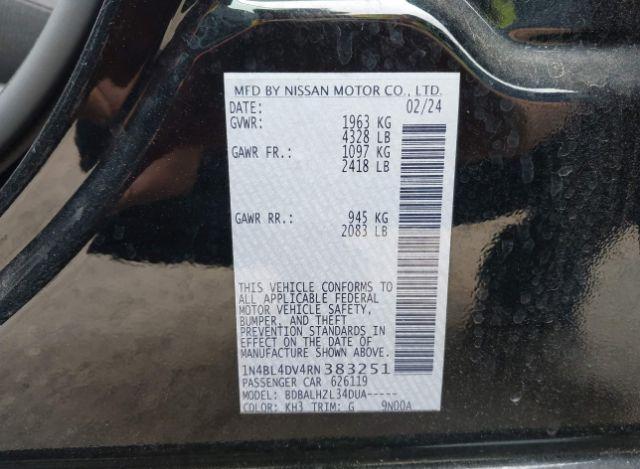 MFD BY NISSAN MOTOR CO., LTD.
DATE: 02/24
GVWR: 1963 KG
4328 LB
GAWR FR.: 1097 KG
2418 LB
GAWR RR.: 945 KG
2083 LB
THIS VEHICLE CONFORMS TO
ALL APPLICABLE FEDERAL
MOTOR VEHICLE SAFETY,
BUMPER, AND THEFT
PREVENTION STANDARDS IN
EFFECT ON THE DATE OF
MANUFACTURE SHOWN ABOVE.
1N4BL4DV4RN383251
PASSENGER CAR 626119
MODEL: BDBALHZL34DUA-----
COLOR: KH3 TRIM: G 9N00A